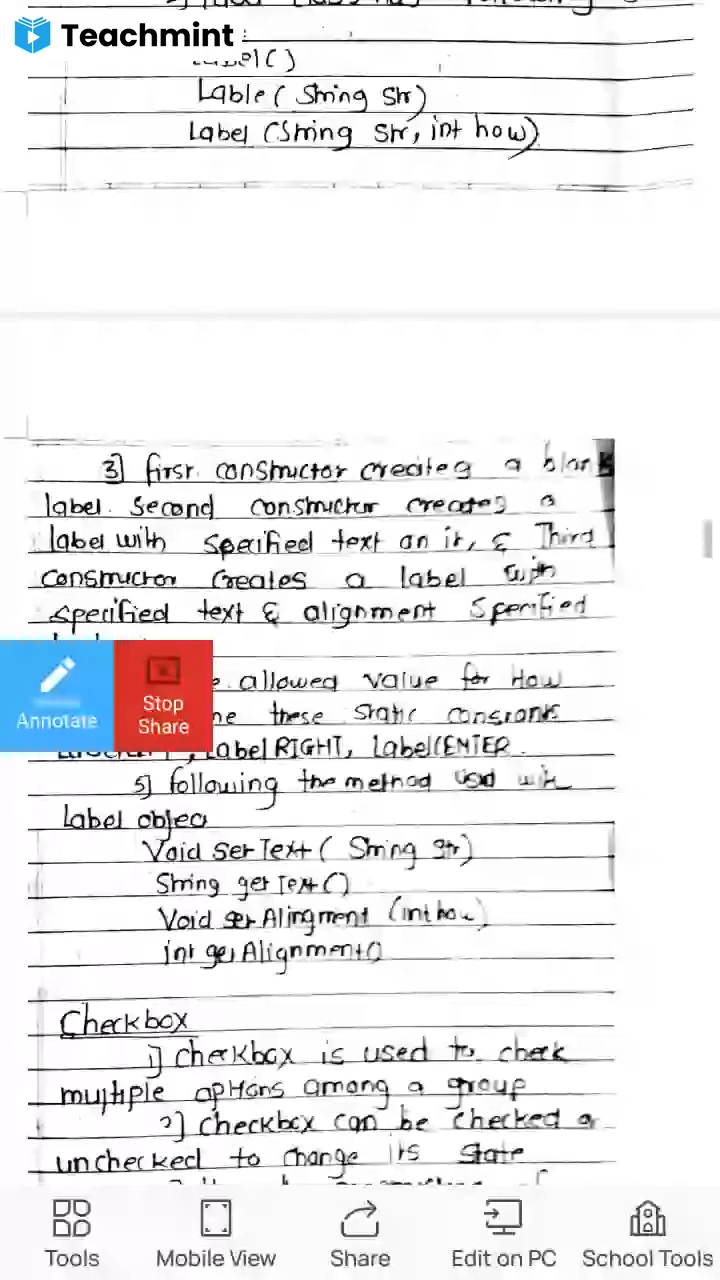 Teachmint
Lable ( String Str)
Label (String Str, int how)
3] first constructor creates a blank
label. Second constructor creates a
label with specified text on it, & Third
constructor creates a label with
specified text & alignment specified
allowed value for How
these static constants
Label RIGHT, Label CENTER.
5] following the method used with
Label objec
Void setText ( String Str)
String getText()
Void set Alingment (int how)
int getAlignment()
Checkbox
1] checkbox is used to check
multiple options among a group
2] checkbox can be checked or
unchecked to change its state
Annotate
Stop
Share
Tools
Mobile View
Share
Edit on PC
School Tools